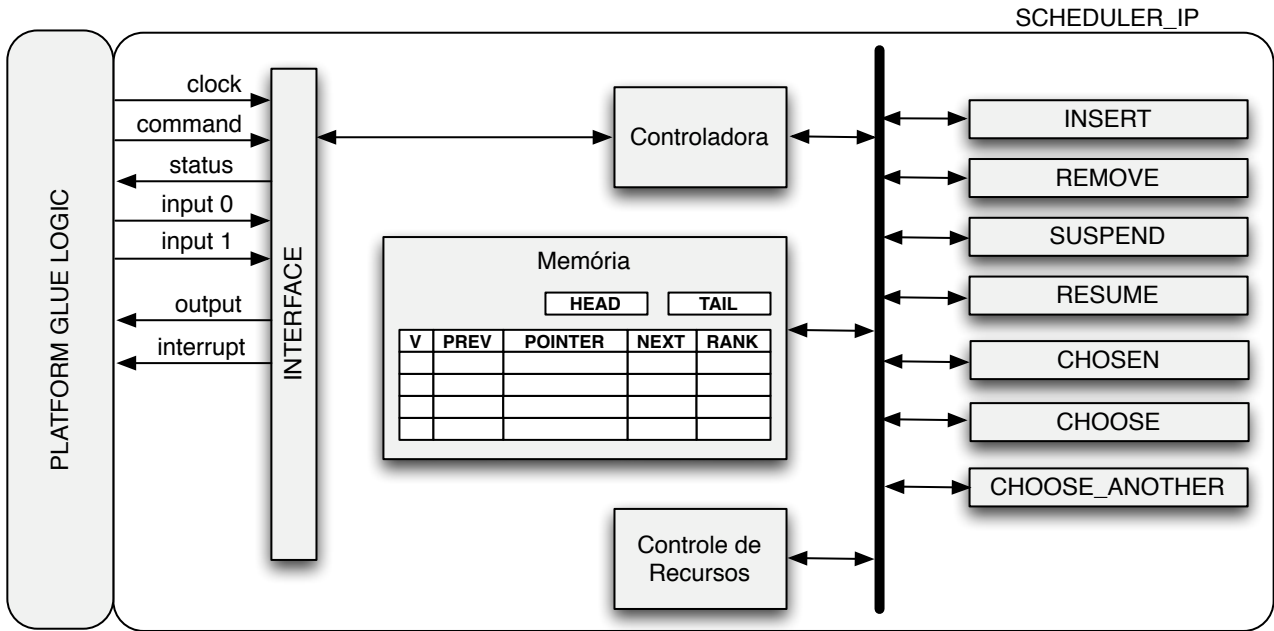 SCHEDULER_IP
PLATFORM GLUE LOGIC
clock
command
status
input 0
input 1
output
interrupt
INTERFACE
Controladora
Memória
HEAD
TAIL
V PREV POINTER NEXT RANK
Controle de
Recursos
INSERT
REMOVE
SUSPEND
RESUME
CHOSEN
CHOOSE
CHOOSE_ANOTHER